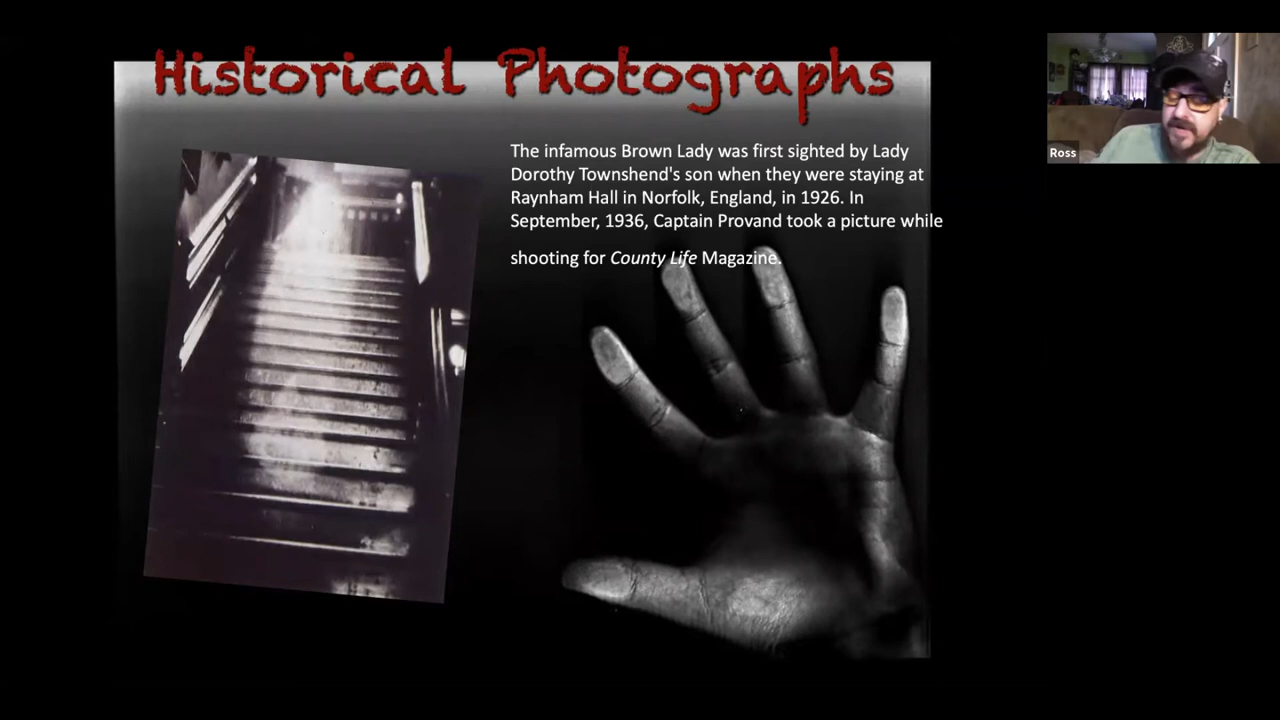 Historical Photographs
The infamous Brown Lady was first sighted by Lady
Dorothy Townshend's son when they were staying at
Raynham Hall in Norfolk, England, in 1926. In
September, 1936, Captain Provand took a picture while
shooting for County Life Magazine.
Ross